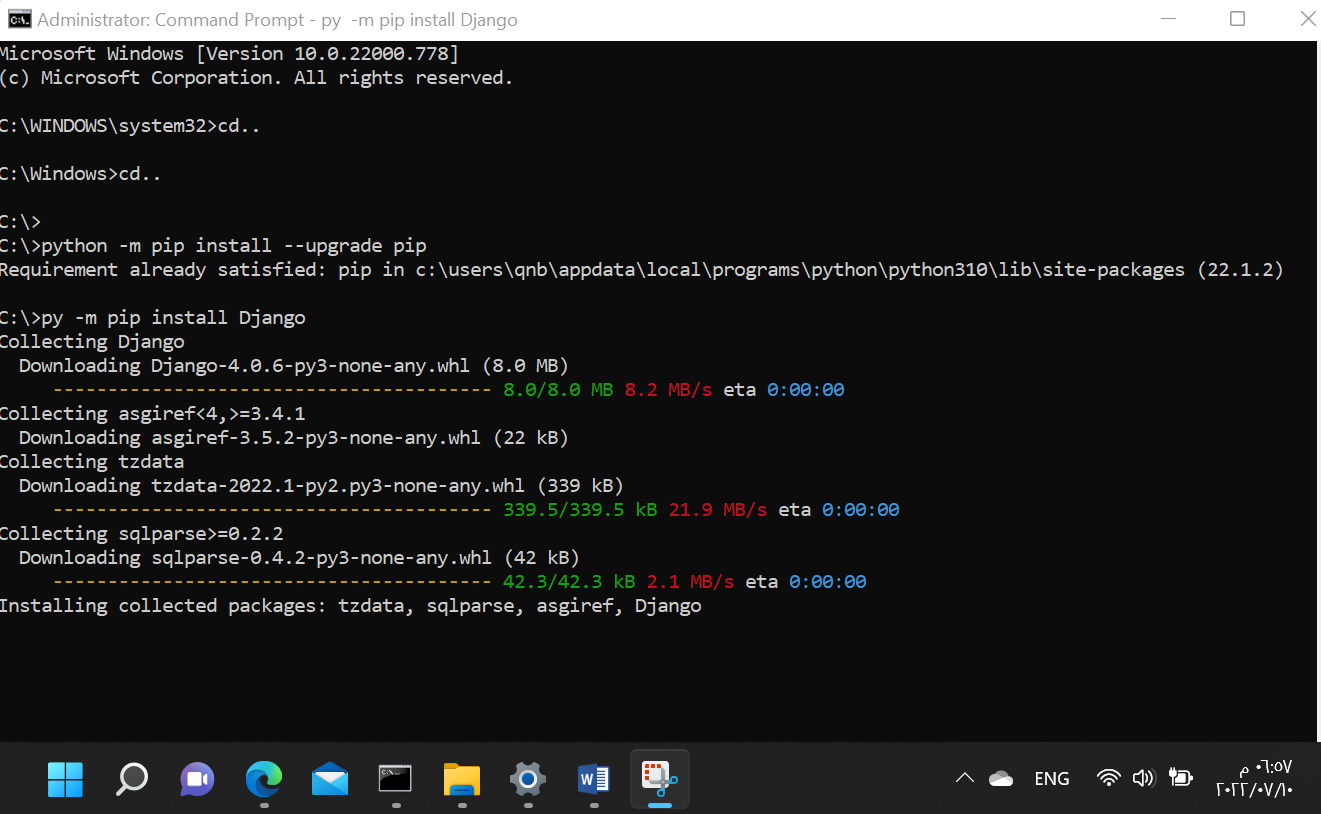 Administrator: Command Prompt - py  -m pip install Django
Microsoft Windows [Version 10.0.22000.778]
(c) Microsoft Corporation. All rights reserved.
C:\WINDOWS\system32>cd..
C:\Windows>cd..
C:\>
C:\>python -m pip install --upgrade pip
Requirement already satisfied: pip in c:\users\qnb\appdata\local\programs\python\python310\lib\site-packages (22.1.2)
C:\>py -m pip install Django
Collecting Django
  Downloading Django-4.0.6-py3-none-any.whl (8.0 MB)
     ---------------------------------------- 8.0/8.0 MB 8.2 MB/s eta 0:00:00
Collecting asgiref<4,>=3.4.1
  Downloading asgiref-3.5.2-py3-none-any.whl (22 kB)
Collecting tzdata
  Downloading tzdata-2022.1-py2.py3-none-any.whl (339 kB)
     ---------------------------------------- 339.5/339.5 kB 21.9 MB/s eta 0:00:00
Collecting sqlparse>=0.2.2
  Downloading sqlparse-0.4.2-py3-none-any.whl (42 kB)
     ---------------------------------------- 42.3/42.3 kB 2.1 MB/s eta 0:00:00
Installing collected packages: tzdata, sqlparse, asgiref, Django
ENG
٠٦:٥٧ م
٢٠٢٢/٠٧/١٠